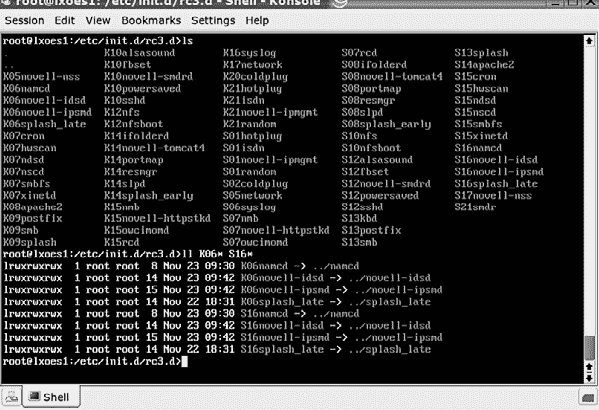 root@lxoes1: /etc/init.d/rc3.d - Shell - Konsole
Session Edit View Bookmarks Settings Help
root@lxoes1:/etc/init.d/rc3.d>ls
. K10alsasound K16syslog S07rcd S13splash
.. K10fbset K17network S08ifolderd S14apache2
K05novell-nss K10novell-smdrd K20coldplug S08novell-tomcat4 S15cron
K06namcd K10powersaved K21hotplug S08portmap S15hwscan
K06novell-idsd K10sshd K21isdn S08resmgr S15ndsd
K06novell-ipsmd K12nfs K21novell-ipmgmt S08slpd S15nscd
K06splash_late K12nfsboot K21random S08splash_early S15smbfs
K07cron K14ifolderd S01hotplug S10nfs S15xinetd
K07hwscan K14novell-tomcat4 S01isdn S10nfsboot S16namcd
K07ndsd K14portmap S01novell-ipmgmt S12alsasound S16novell-idsd
K07nscd K14resmgr S01random S12fbset S16novell-ipsmd
K07smbfs K14slpd S02coldplug S12novell-smdrd S16splash_late
K07xinetd K14splash_early S05network S12powersaved S17novell-nss
K08apache2 K15nmb S06syslog S12sshd S21smdr
K09postfix K15novell-httpstkd S07nmb S13kbd
K09smb K15owcimomd S07novell-httpstkd S13postfix
K09splash K15rcd S07owcimomd S13smb
root@lxoes1:/etc/init.d/rc3.d>ll K06* S16*
lrwxrwxrwx 1 root root 8 Nov 23 09:30 K06namcd -> ../namcd
lrwxrwxrwx 1 root root 14 Nov 23 09:42 K06novell-idsd -> ../novell-idsd
lrwxrwxrwx 1 root root 15 Nov 23 09:42 K06novell-ipsmd -> ../novell-ipsmd
lrwxrwxrwx 1 root root 14 Nov 22 18:31 K06splash_late -> ../splash_late
lrwxrwxrwx 1 root root 8 Nov 23 09:30 S16namcd -> ../namcd
lrwxrwxrwx 1 root root 14 Nov 23 09:42 S16novell-idsd -> ../novell-idsd
lrwxrwxrwx 1 root root 15 Nov 23 09:42 S16novell-ipsmd -> ../novell-ipsmd
lrwxrwxrwx 1 root root 14 Nov 22 18:31 S16splash_late -> ../splash_late
root@lxoes1:/etc/init.d/rc3.d>
Shell